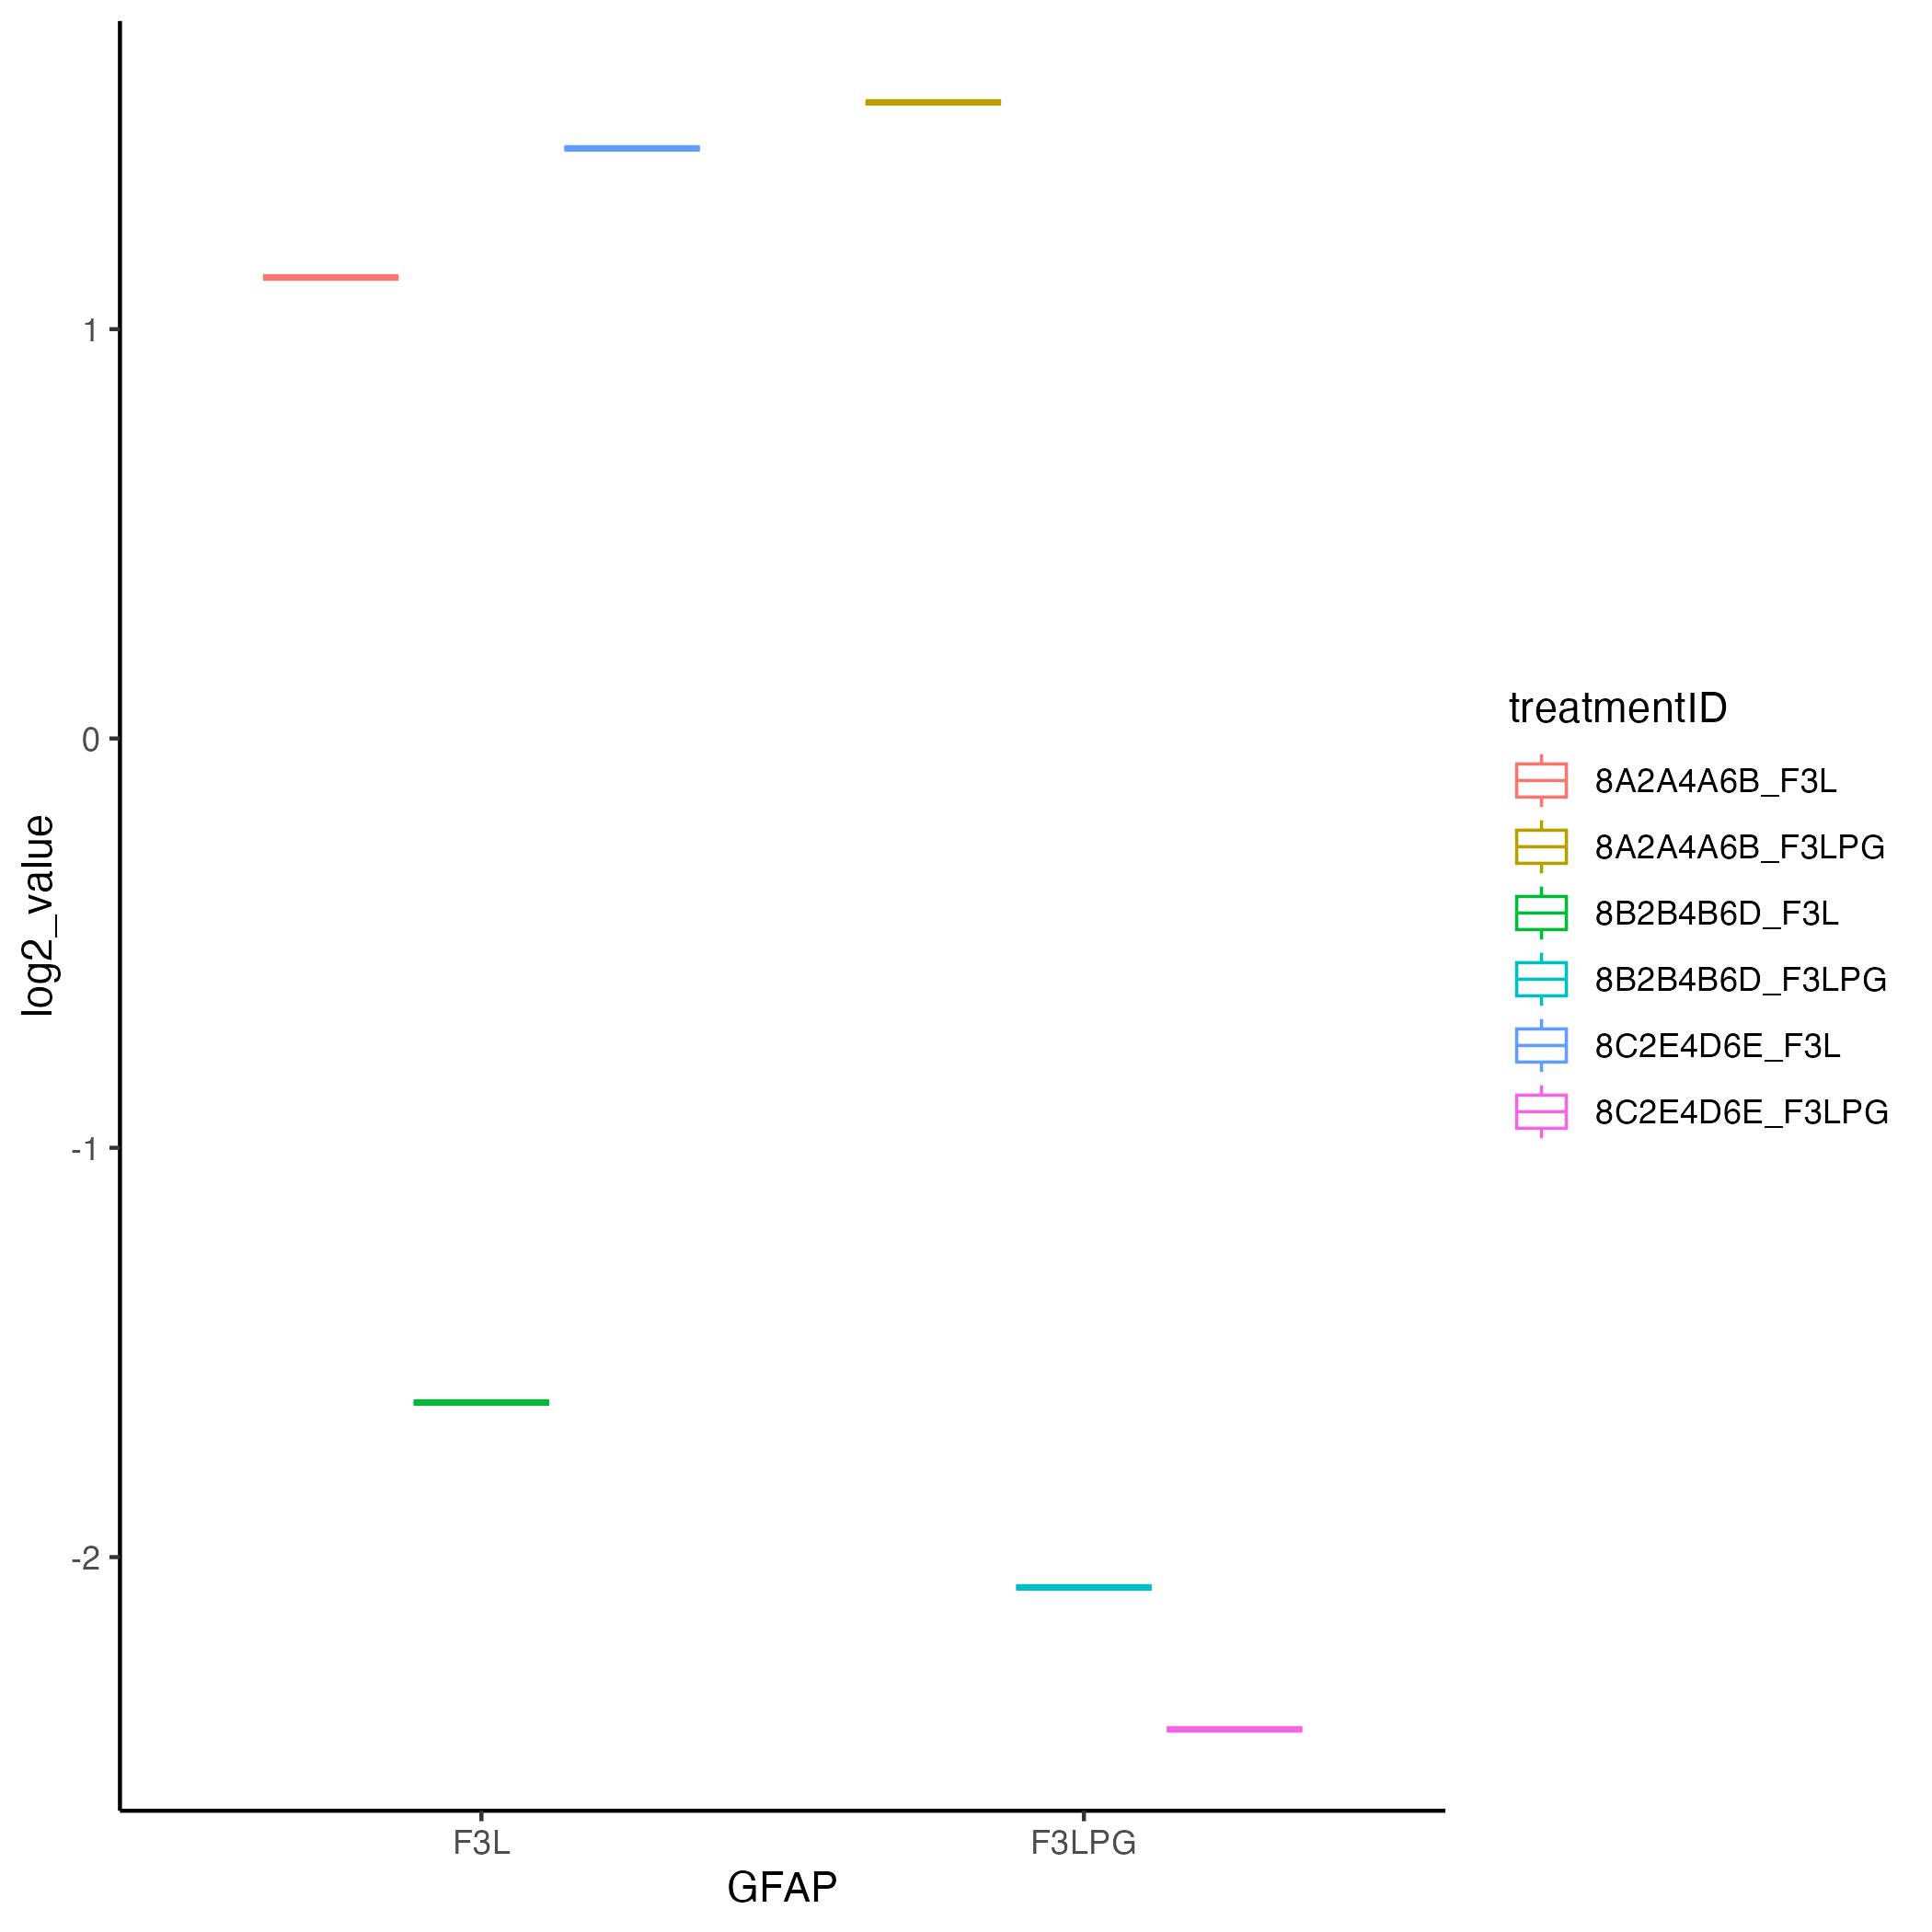 log2_value
1
0
-1
-2
F3L
F3LPG
GFAP
treatmentID
8A2A4A6B_F3L
8A2A4A6B_F3LPG
8B2B4B6D_F3L
8B2B4B6D_F3LPG
8C2E4D6E_F3L
8C2E4D6E_F3LPG